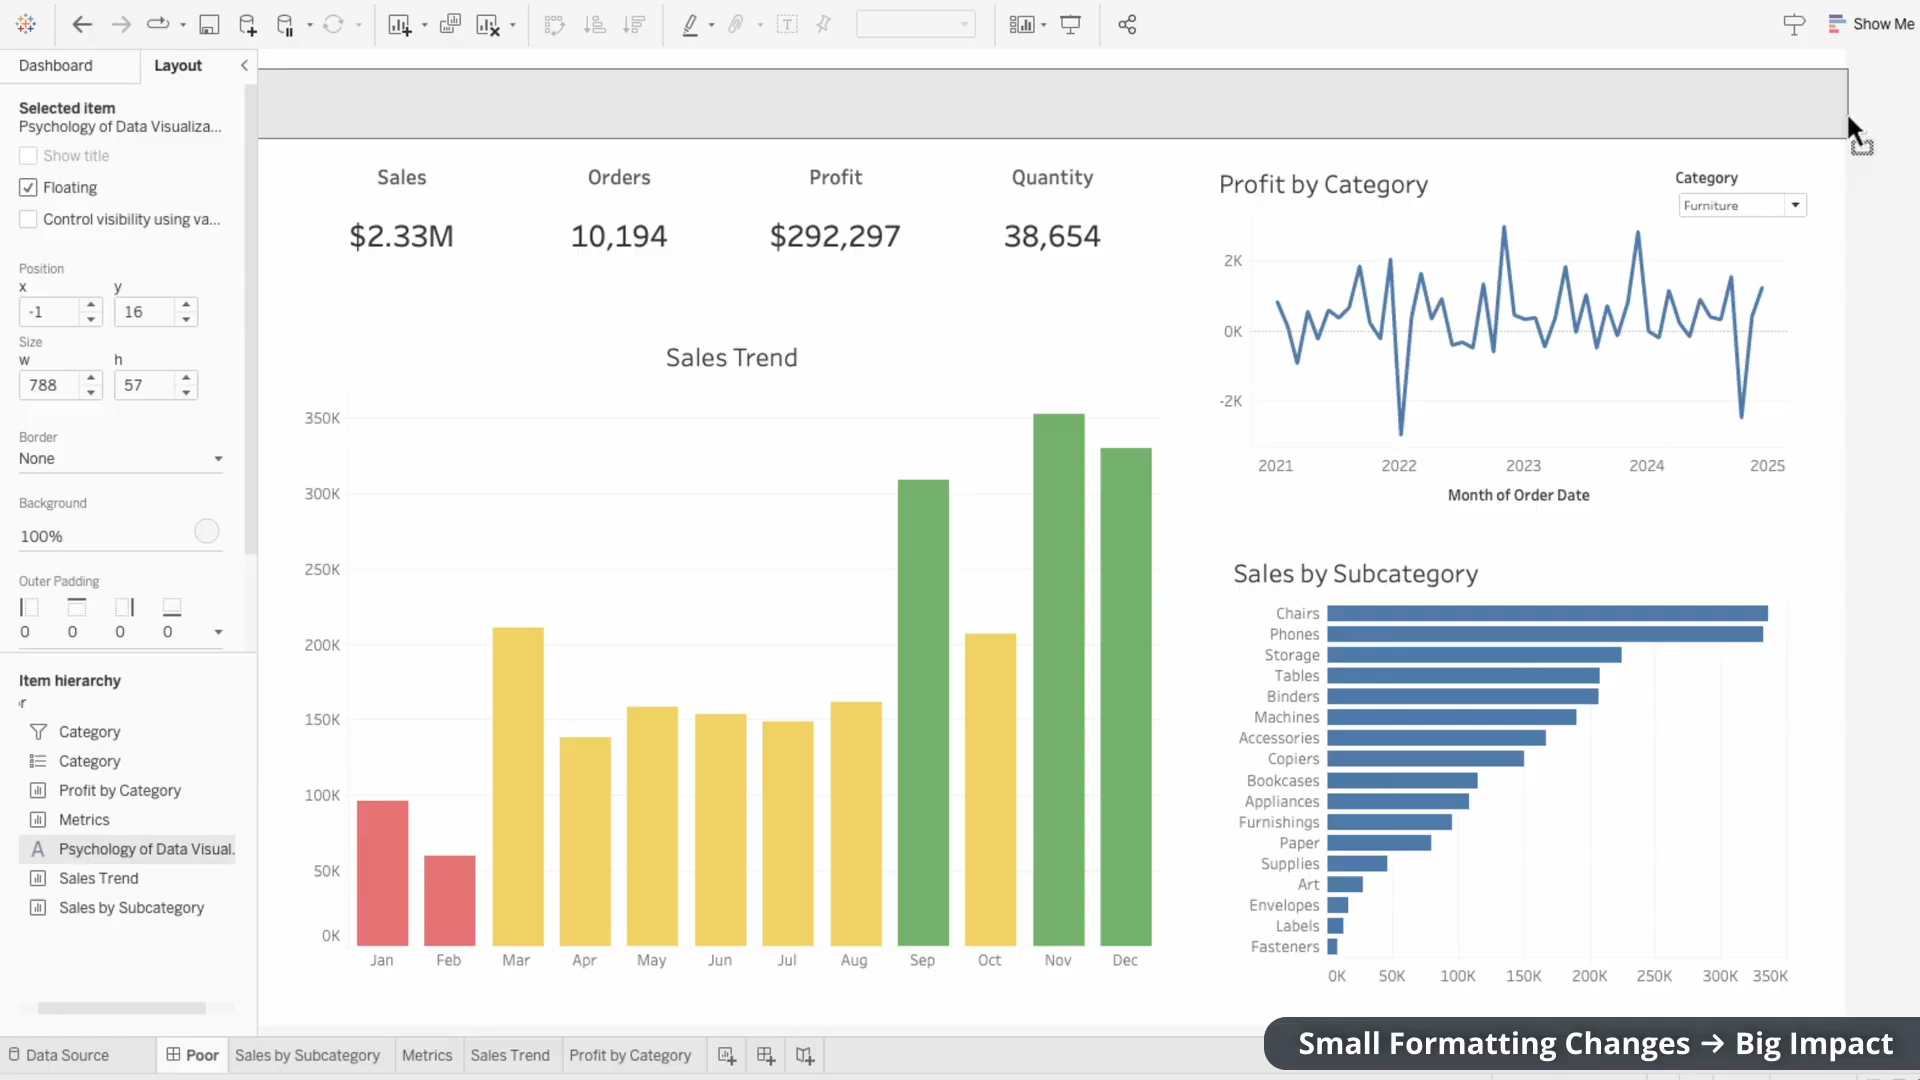 Show Me
Dashboard
Layout
Selected item
Psychology of Data Visualiza...
Show title
Floating
Control visibility using va...
Position
x
y
-1
16
Size
w
h
788
57
Border
None
Background
100%
Outer Padding
0
0
0
0
Item hierarchy
Category
Category
Profit by Category
Metrics
Psychology of Data Visual.
Sales Trend
Sales by Subcategory
Sales
Orders
Profit
Quantity
$2.33M
10,194
$292,297
38,654
Sales Trend
350K
300K
250K
200K
150K
100K
50K
0K
Jan
Feb
Mar
Apr
May
Jun
Jul
Aug
Sep
Oct
Nov
Dec
Profit by Category
Category
Furniture
2K
0K
-2K
2021
2022
2023
2024
2025
Month of Order Date
Sales by Subcategory
Chairs
Phones
Storage
Tables
Binders
Machines
Accessories
Copiers
Bookcases
Appliances
Furnishings
Paper
Supplies
Art
Envelopes
Labels
Fasteners
0K
50K
100K
150K
200K
250K
300K
350K
Small Formatting Changes → Big Impact
Data Source
Poor
Sales by Subcategory
Metrics
Sales Trend
Profit by Category